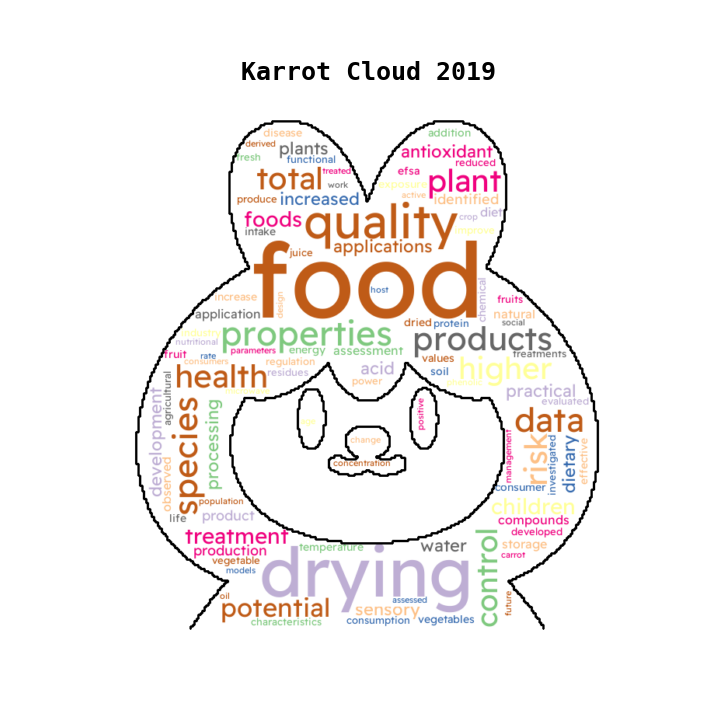 Karrot Cloud 2019
disease
addition
derived
plants
antioxidant
fresh
functional
reduced
total
treated
efsa
plant
work
exposure
produce
increased
active
identified
foods
quality
diet
crop
intake
applications
juice
food
host
chemical
increase
design
fruits
application
natural
dried
protein
social
properties
products
nutritional
fruit
rate
parameters
energy
assessment
values
treatments
consumers
regulation
acid
soil
higher
health
residues
power
practical
agricultural
development
species
processing
positive
evaluated
data
change
concentration
management
risk
investigated
dietary
effective
observed
consumer
population
children
life
product
compounds
treatment
developed
production
temperature
water
control
storage
carrot
vegetable
models
drying
oil
potential
assessed
sensory
future
characteristics
consumption
vegetables